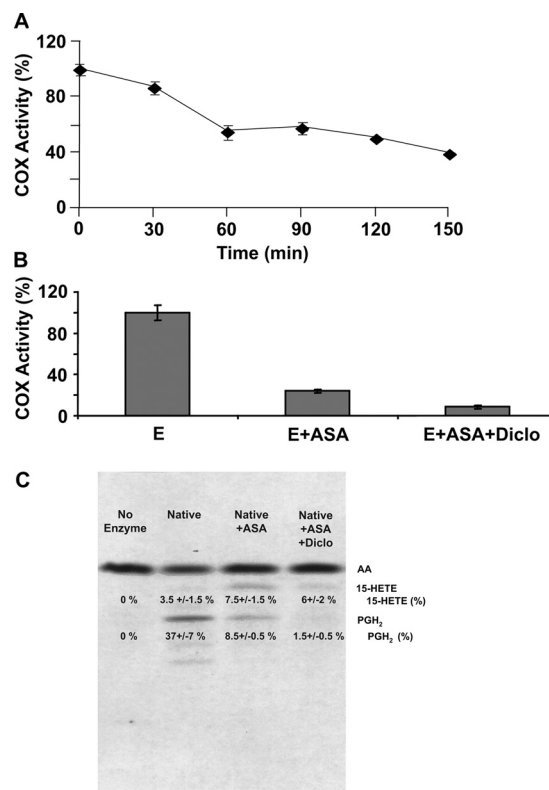 A
COX Activity (%)
120
80
40
0
0 30 60 90 120 150
Time (min)
B
COX Activity (%)
120
80
40
0
E E+ASA E+ASA+Diclo
C
No Enzyme
Native
Native +ASA
Native +ASA +Diclo
AA
15-HETE
0 % 3.5 +/-1.5 % 7.5+/-1.5 % 6+/-2 % 15-HETE (%)
PGH₂
0 % 37+/-7 % 8.5+/-0.5 % 1.5+/-0.5 % PGH₂ (%)